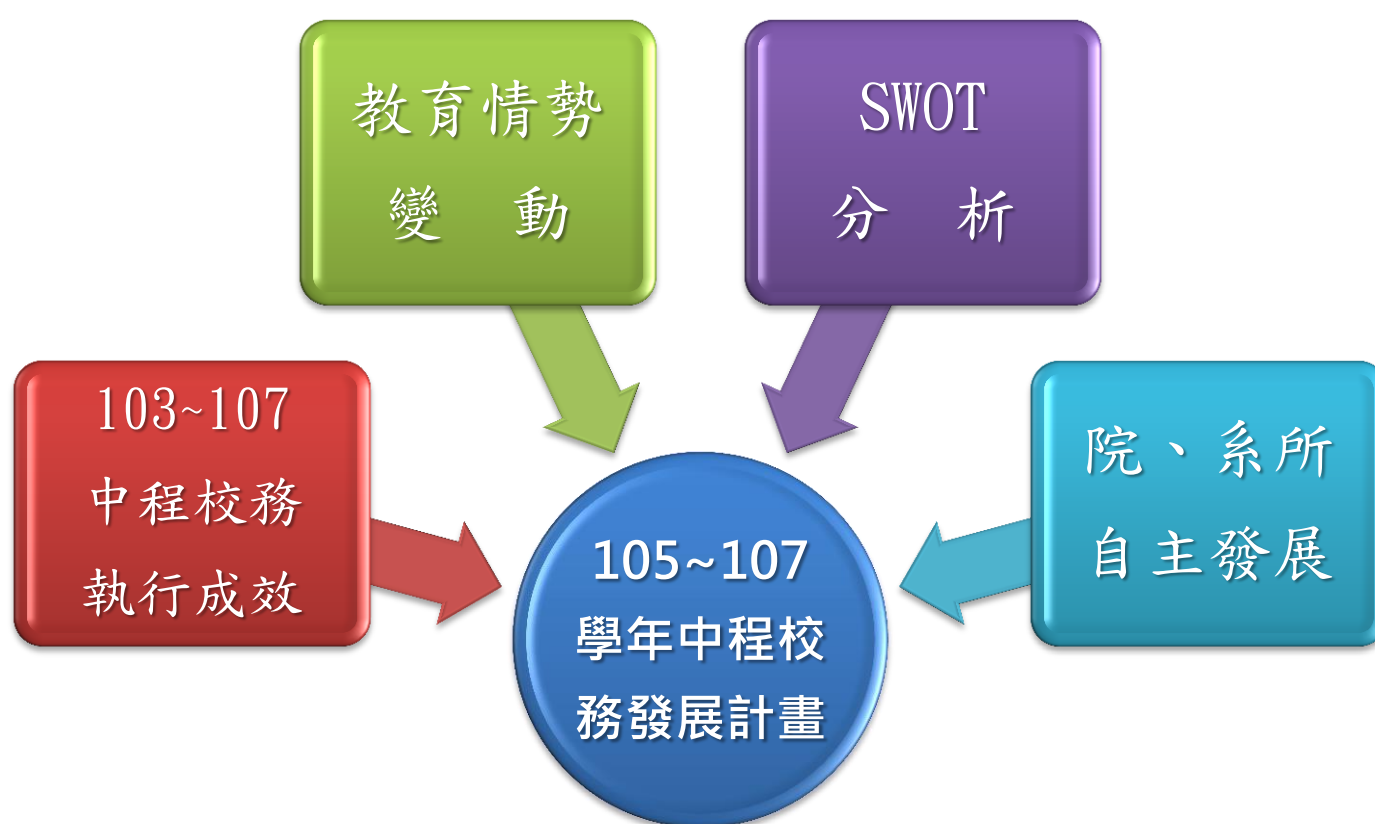 教育情勢
變 動
SWOT
分 析
103~107
中程校務
執行成效
院、系所
自主發展
105~107
學年中程校
務發展計畫